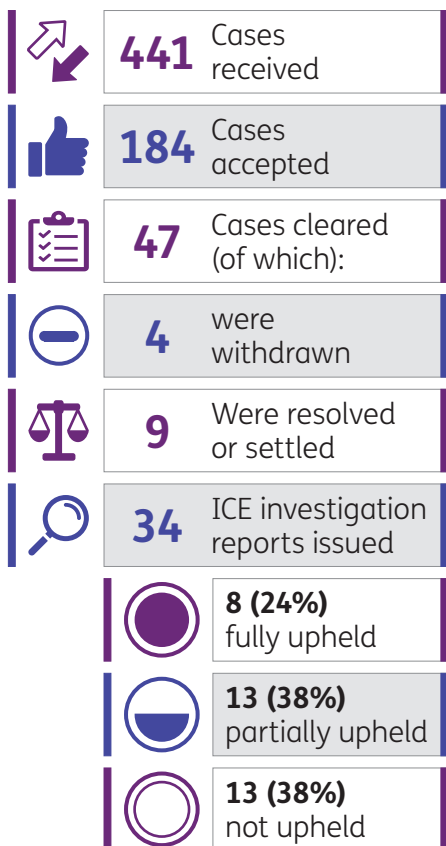 441 Cases
received
184 Cases
accepted
47 Cases cleared
(of which):
4 were
withdrawn
9 Were resolved
or settled
34 ICE investigation
reports issued
8 (24%)
fully upheld
13 (38%)
partially upheld
13 (38%)
not upheld